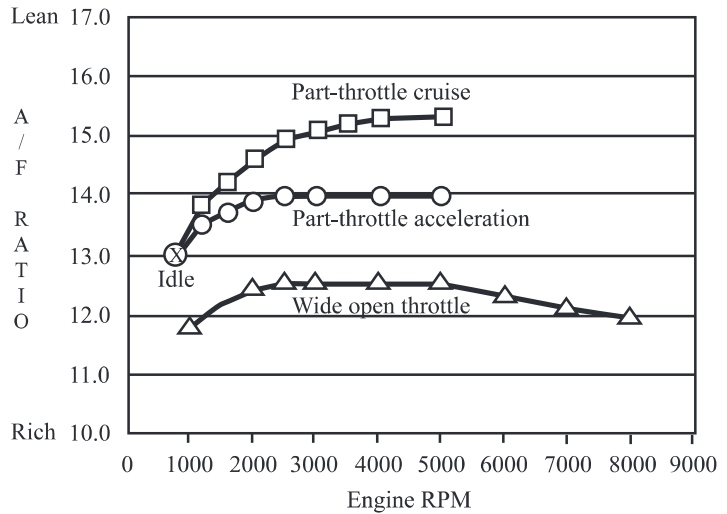 Lean 17.0
16.0
Part-throttle cruise
A
/
F
15.0
14.0
R
A
T
I
O
Part-throttle acceleration
13.0
X
Idle
Wide open throttle
12.0
11.0
Rich 10.0
0 1000 2000 3000 4000 5000 6000 7000 8000 9000
Engine RPM